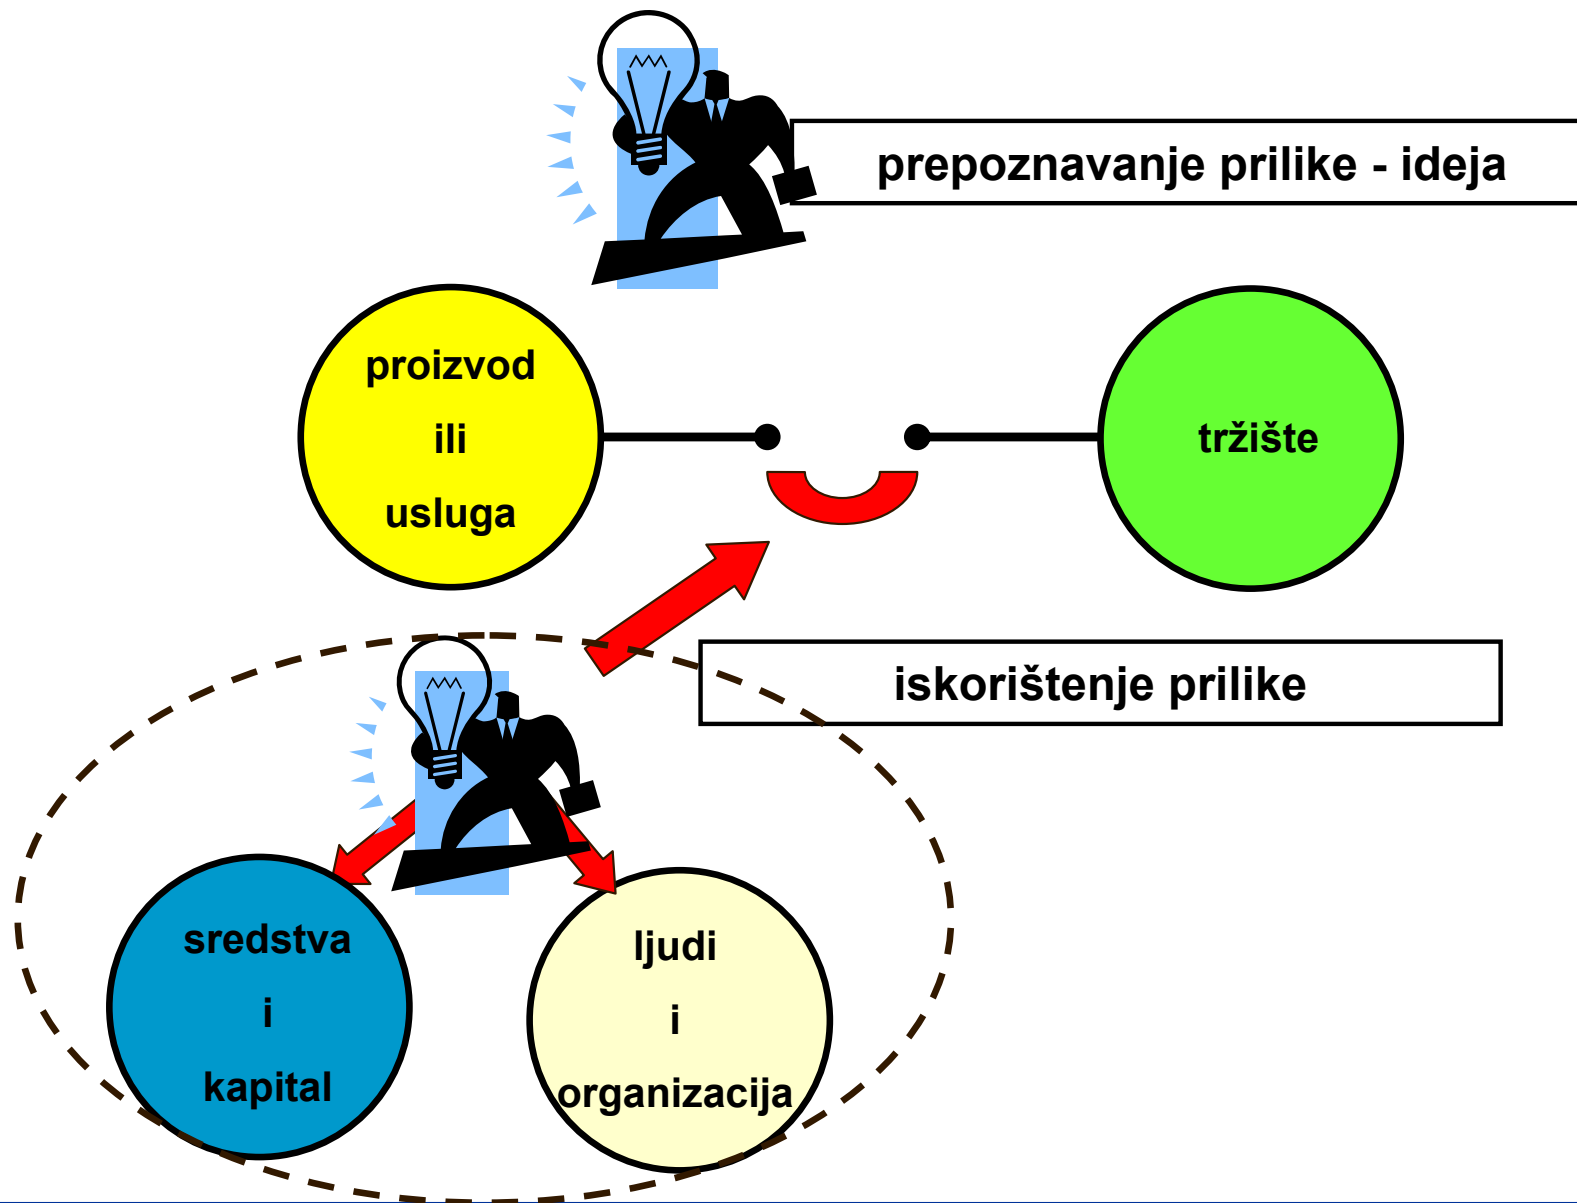 prepoznavanje prilike - ideja
proizvod
ili
usluga
tržište
iskorištenje prilike
sredstva
i
kapital
ljudi
i
organizacija